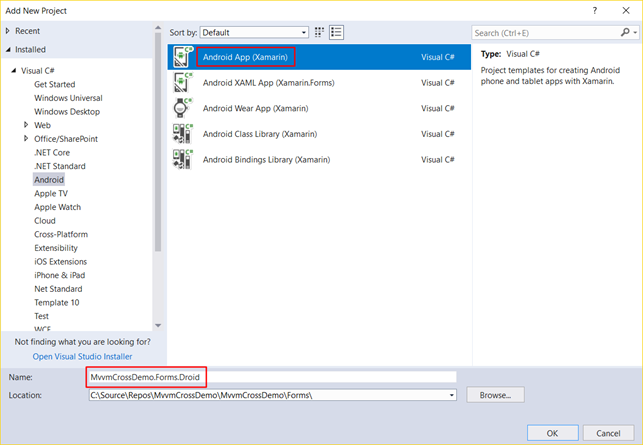 Add New Project
? ×
Recent
Installed
Visual C#
Get Started
Windows Universal
Windows Desktop
Web
Office/SharePoint
.NET Core
.NET Standard
Android
Apple TV
Apple Watch
Cloud
Cross-Platform
Extensibility
iOS Extensions
iPhone & iPad
Net Standard
Template 10
Test
WCF
Not finding what you are looking for?
Open Visual Studio Installer
Sort by: Default
Android App (Xamarin) Visual C#
Android XAML App (Xamarin.Forms) Visual C#
Android Wear App (Xamarin) Visual C#
Android Class Library (Xamarin) Visual C#
Android Bindings Library (Xamarin) Visual C#
Search (Ctrl+E)
Type: Visual C#
Project templates for creating Android
phone and tablet apps with Xamarin.
Name: MvvmCrossDemo.Forms.Droid
Location: C:\Source\Repos\MvvmCrossDemo\MvvmCrossDemo\Forms\ Browse...
OK Cancel